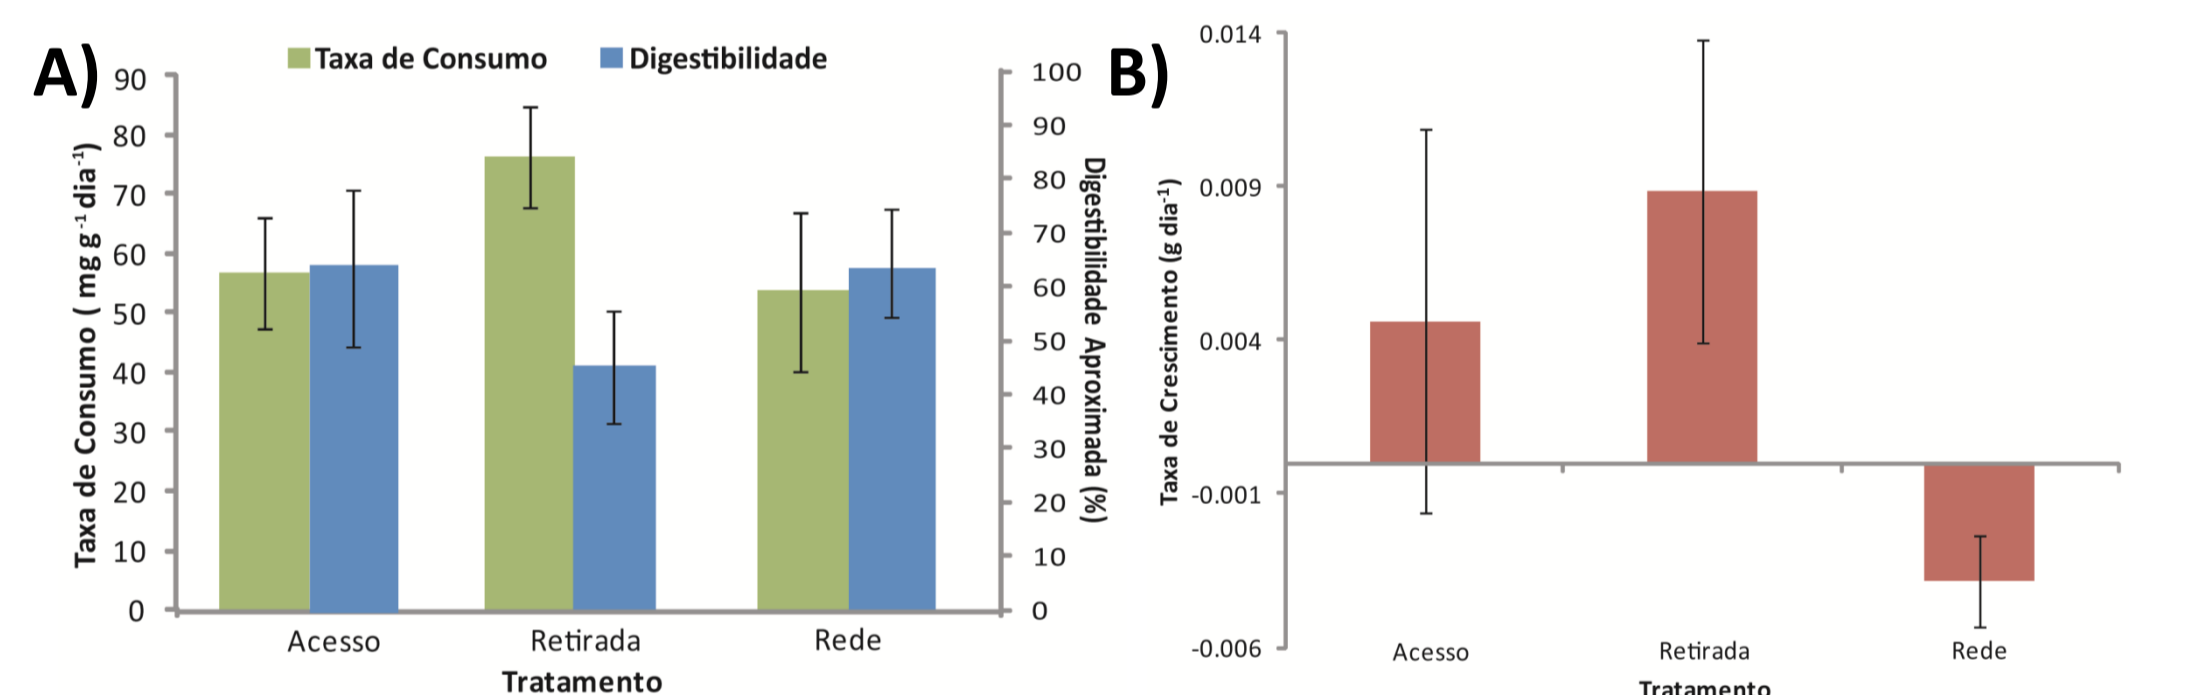 A)
Taxa de Consumo
Digestibilidade
Taxa de Consumo ( mg g⁻¹ dia⁻¹)
90
80
70
60
50
40
30
20
10
0
100
90
80
70
60
50
40
30
20
10
0
Digestibilidade Aproximada (%)
Acesso
Retirada
Rede
Tratamento
B)
Taxa de Crescimento (g dia⁻¹)
0.014
0.009
0.004
-0.001
-0.006
Acesso
Retirada
Rede
Tratamento